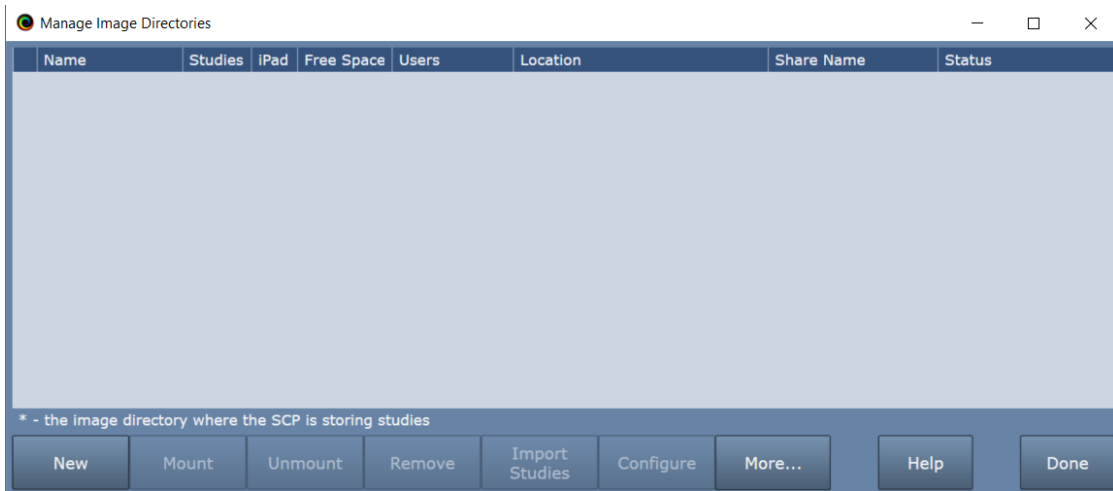 Manage Image Directories
Name Studies iPad Free Space Users Location Share Name Status
* - the image directory where the SCP is storing studies
New Mount Unmount Remove Import Studies Configure More... Help Done